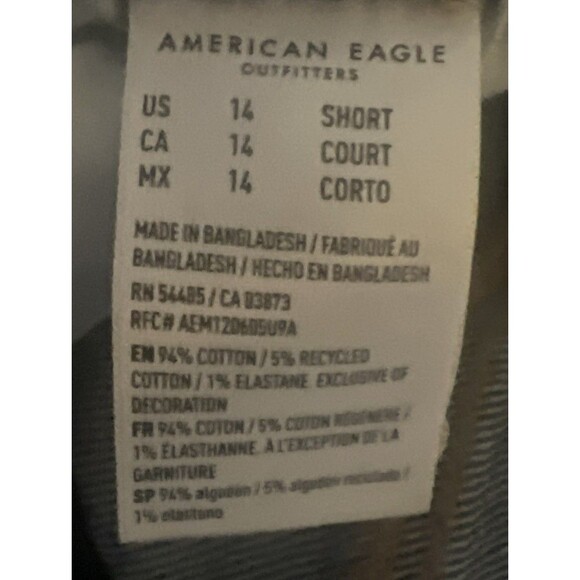 AMERICAN EAGLE
OUTFITTERS
US 14 SHORT
CA 14 COURT
MX 14 CORTO
MADE IN BANGLADESH / FABRIQUÉ AU
BANGLADESH / HECHO EN BANGLADESH
RN 54485 / CA 03873
RFC# AEM120605U9A
EN 94% COTTON / 5% RECYCLED
COTTON / 1% ELASTANE. EXCLUSIVE OF
DECORATION
FR 94% COTON / 5% COTON RÉGÉNÉRÉ /
1% ÉLASTHANNE. À L'EXCEPTION DE LA
GARNITURE
SP 94% algodon / 5% algodon reciclado /
1% elastano